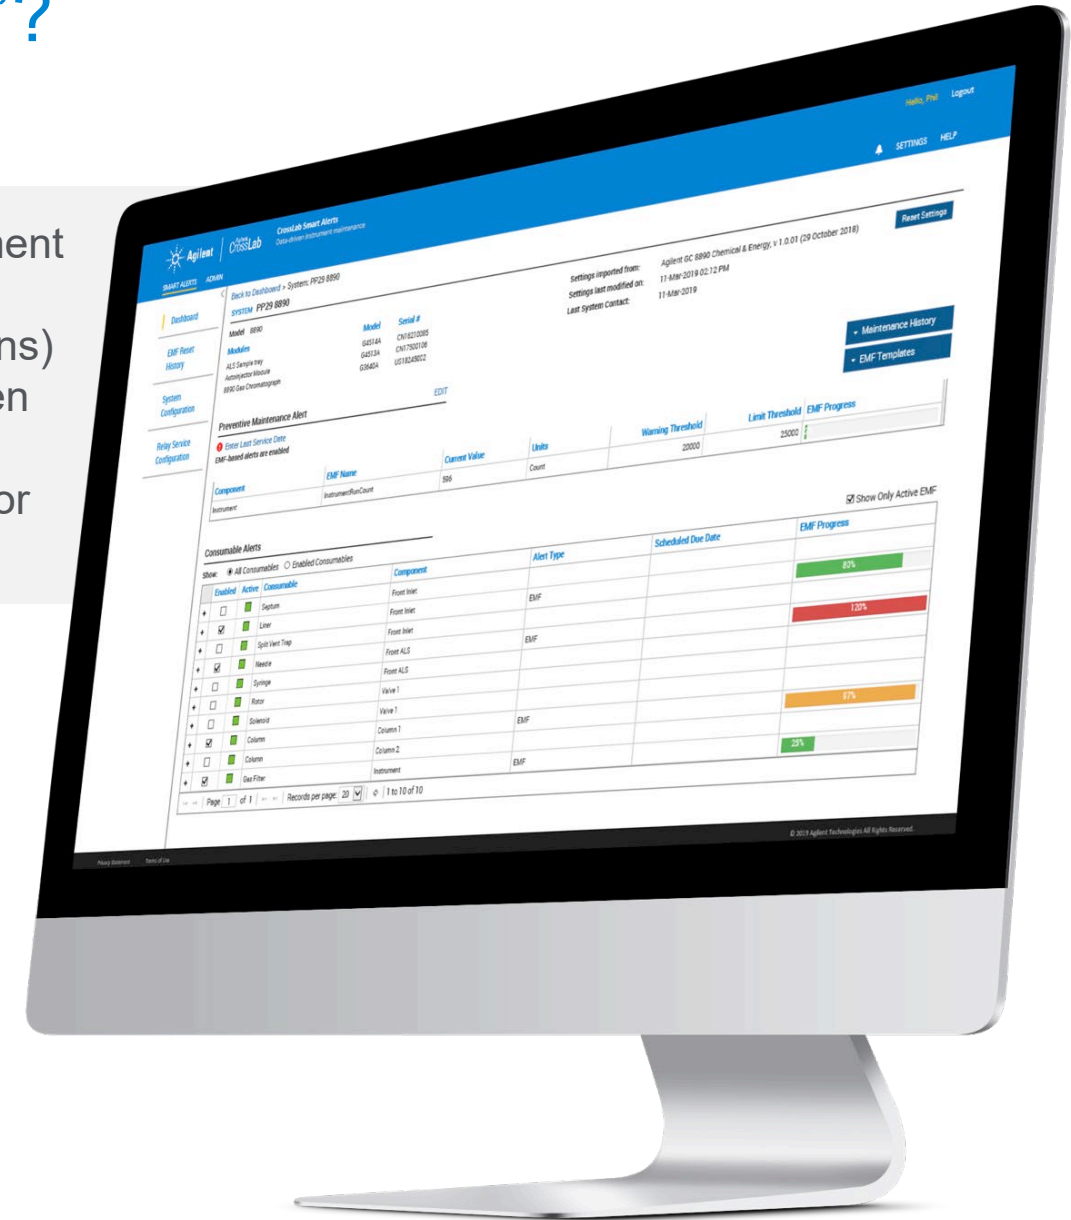 ”?
ment
ns)
en
or
Hello, Phil Logout
SETTINGS HELP
Agilent | Agilent CrossLab
CrossLab Smart Alerts
Data-driven instrument maintenance
SMART ALERTS ADMIN
Dashboard
EMF Reset
History
System
Configuration
Relay Service
Configuration
Back to Dashboard > System: PP29 8890
SYSTEM PP29 8890
Model 8890
Modules Model Serial #
ALS Sample tray G4514A CN16210085
Autoinjector Module G4513A CN17500106
8890 Gas Chromatograph G3640A US18245002
Settings imported from: Agilent GC 8890 Chemical & Energy, v 1.0.01 (29 October 2018)
Settings last modified on: 11-Mar-2019 02:12 PM
Last System Contact: 11-Mar-2019
Reset Settings
Maintenance History
EMF Templates
Preventive Maintenance Alert EDIT
Enter Last Service Date
EMF-based alerts are enabled
Component EMF Name Current Value Units Warning Threshold Limit Threshold EMF Progress
Instrument InstrumentRunCount 596 Count 20000 25000
Consumable Alerts
Show: All Consumables Enabled Consumables
Show Only Active EMF
Enabled Active Consumable Component Alert Type Scheduled Due Date EMF Progress
Septum Front Inlet
Liner Front Inlet EMF 80%
Split Vent Trap Front Inlet
Needle Front ALS EMF 120%
Syringe Front ALS
Rotor Valve 1
Solenoid Valve 1
Column Column 1 EMF 97%
Column Column 2
Gas Filter Instrument EMF 25%
Page 1 of 1 Records per page: 20 1 to 10 of 10
Privacy Statement Terms of Use
© 2019 Agilent Technologies All Rights Reserved.